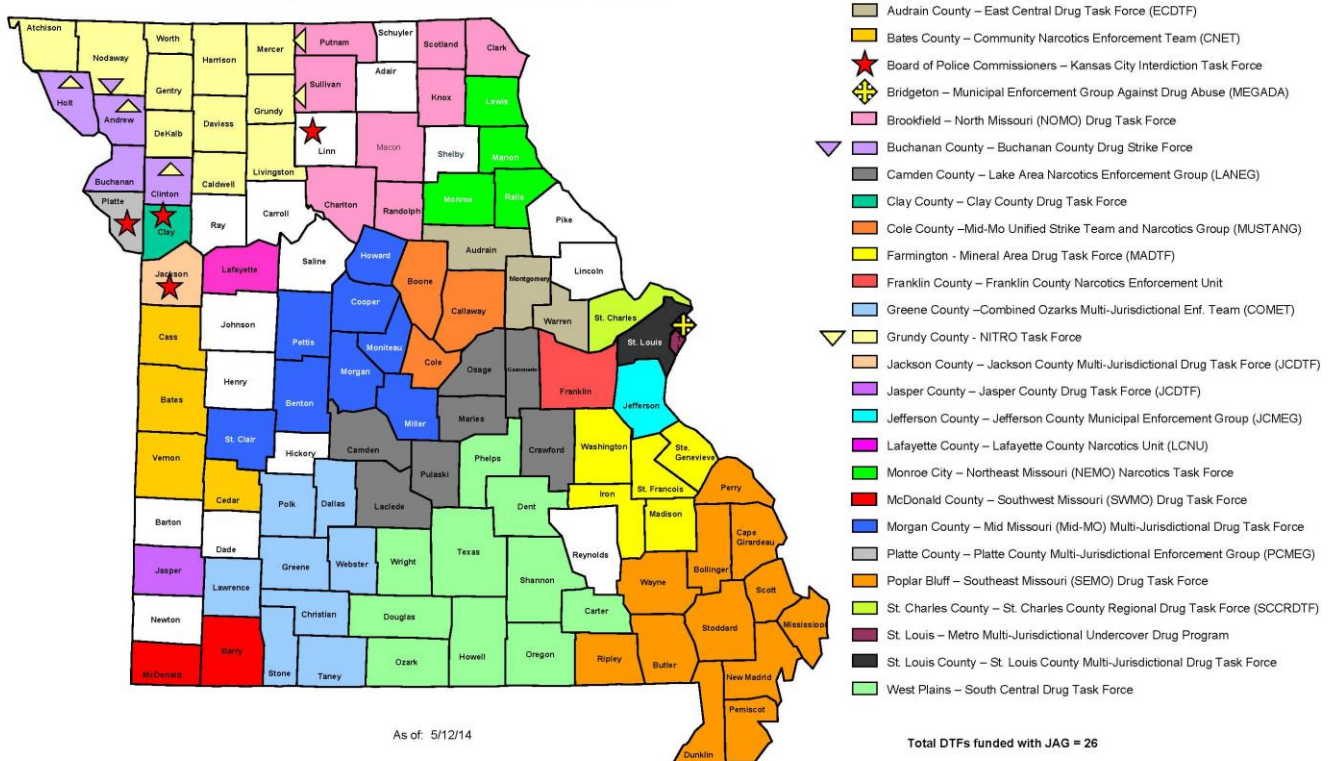 Atchison
Nodaway
Worth
Harrison
Mercer
Putnam
Schuyler
Scotland
Clark
Adair
Sullivan
Knox
Lewis
Holt
Gentry
Grundy
Andrew
DeKalb
Daviess
Linn
Macon
Shelby
Marion
Livingston
Buchanan
Clinton
Caldwell
Chariton
Randolph
Monroe
Ralls
Platte
Clay
Ray
Carroll
Pike
Saline
Howard
Audrain
Jackson
Lafayette
Boone
Montgomery
Lincoln
Cooper
Callaway
Warren
St. Charles
Johnson
Cass
Pettis
Moniteau
St. Louis
Cole
Osage
Gasconade
Morgan
Henry
Franklin
Bates
Benton
Jefferson
Miller
Maries
St. Clair
Camden
Washington
Ste.
Genevieve
Vernon
Hickory
Phelps
Crawford
Pulaski
St. Francois
Perry
Cedar
Polk
Dallas
Laclede
Dent
Iron
Madison
Barton
Cape
Girardeau
Dade
Texas
Reynolds
Jasper
Greene
Webster
Wright
Bollinger
Lawrence
Shannon
Wayne
Scott
Newton
Christian
Douglas
Carter
Stoddard
Mississippi
Barry
McDonald
Stone
Taney
Ozark
Howell
Oregon
Ripley
Butler
New Madrid
Pemiscot
Dunklin
As of: 5/12/14
Audrain County – East Central Drug Task Force (ECDTF)
Bates County – Community Narcotics Enforcement Team (CNET)
Board of Police Commissioners – Kansas City Interdiction Task Force
Bridgeton – Municipal Enforcement Group Against Drug Abuse (MEGADA)
Brookfield – North Missouri (NOMO) Drug Task Force
Buchanan County – Buchanan County Drug Strike Force
Camden County – Lake Area Narcotics Enforcement Group (LANEG)
Clay County – Clay County Drug Task Force
Cole County –Mid-Mo Unified Strike Team and Narcotics Group (MUSTANG)
Farmington - Mineral Area Drug Task Force (MADTF)
Franklin County – Franklin County Narcotics Enforcement Unit
Greene County –Combined Ozarks Multi-Jurisdictional Enf. Team (COMET)
Grundy County - NITRO Task Force
Jackson County – Jackson County Multi-Jurisdictional Drug Task Force (JCDTF)
Jasper County – Jasper County Drug Task Force (JCDTF)
Jefferson County – Jefferson County Municipal Enforcement Group (JCMEG)
Lafayette County – Lafayette County Narcotics Unit (LCNU)
Monroe City – Northeast Missouri (NEMO) Narcotics Task Force
McDonald County – Southwest Missouri (SWMO) Drug Task Force
Morgan County – Mid Missouri (Mid-MO) Multi-Jurisdictional Drug Task Force
Platte County – Platte County Multi-Jurisdictional Enforcement Group (PCMEG)
Poplar Bluff – Southeast Missouri (SEMO) Drug Task Force
St. Charles County – St. Charles County Regional Drug Task Force (SCCRDTF)
St. Louis – Metro Multi-Jurisdictional Undercover Drug Program
St. Louis County – St. Louis County Multi-Jurisdictional Drug Task Force
West Plains – South Central Drug Task Force
Total DTFs funded with JAG = 26